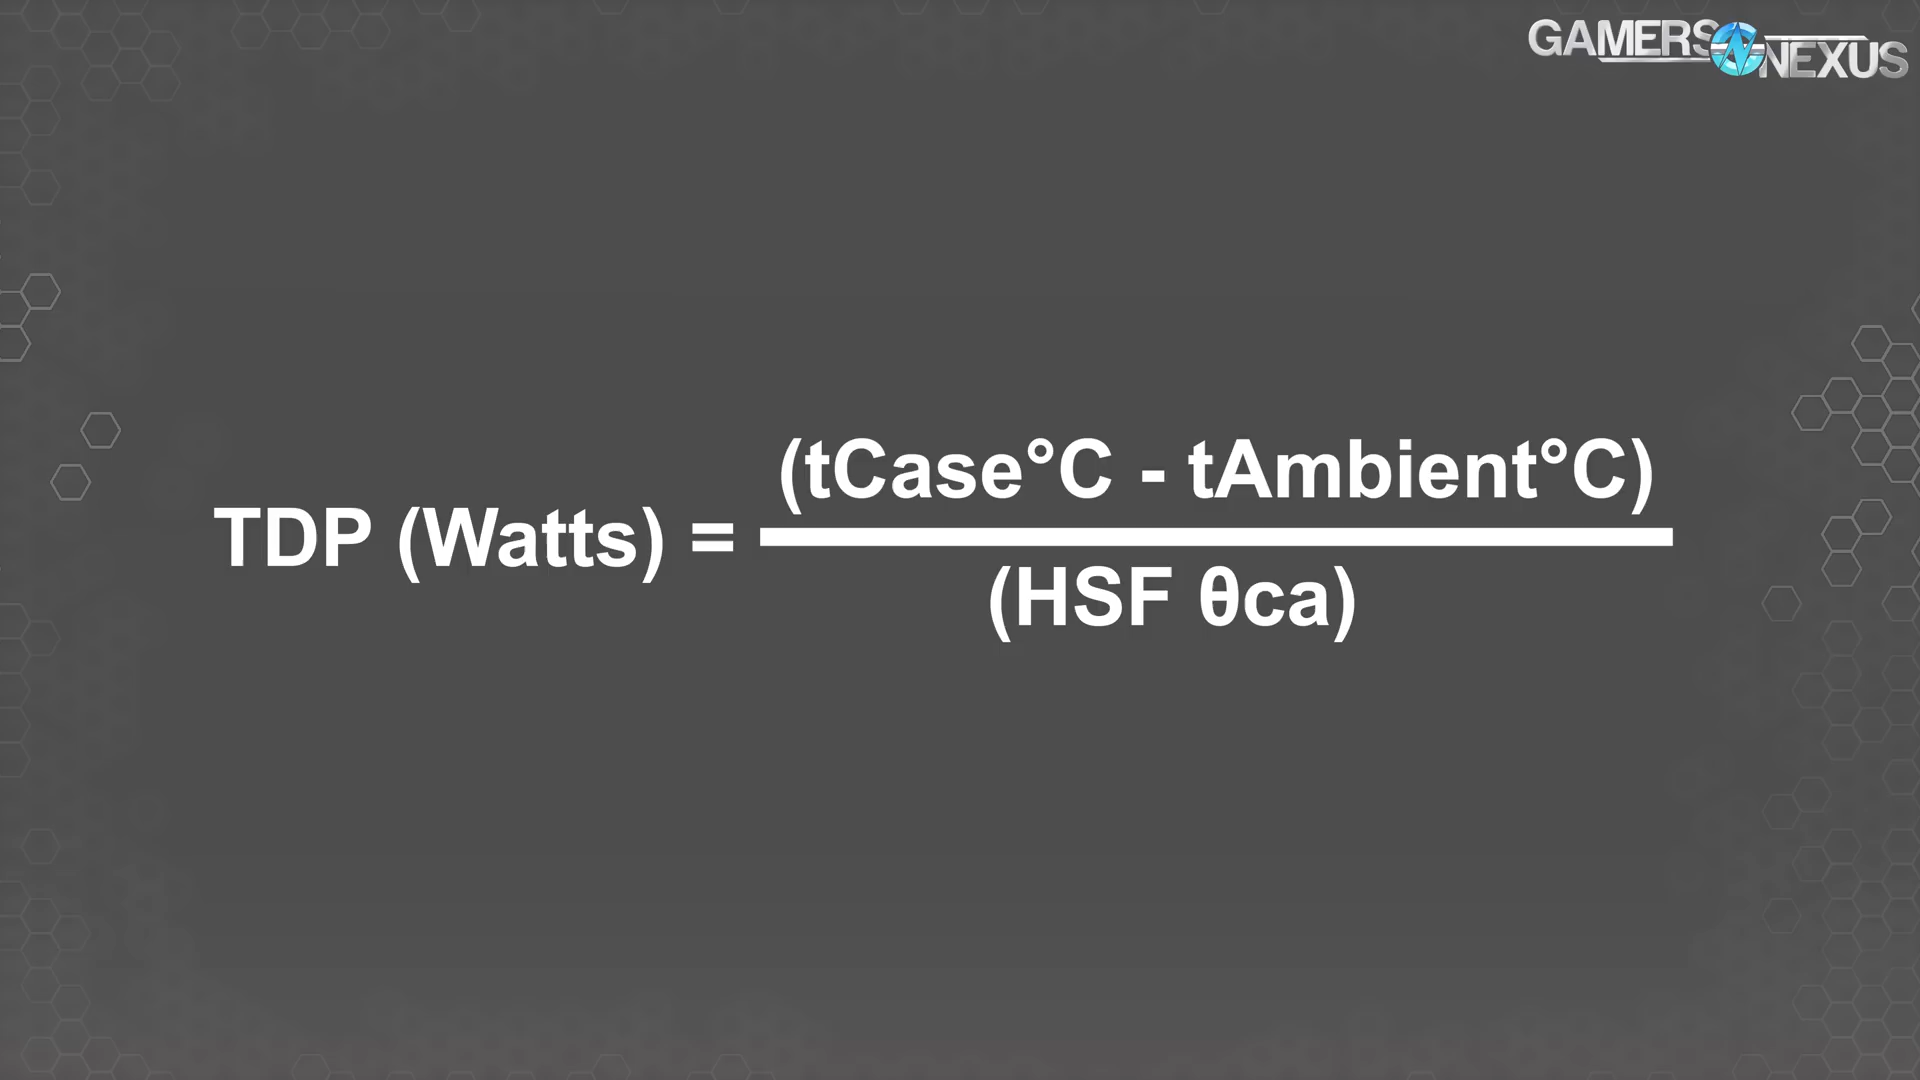 GAMERS NEXUS
(tCase°C - tAmbient°C)
TDP (Watts) =
(HSF θca)